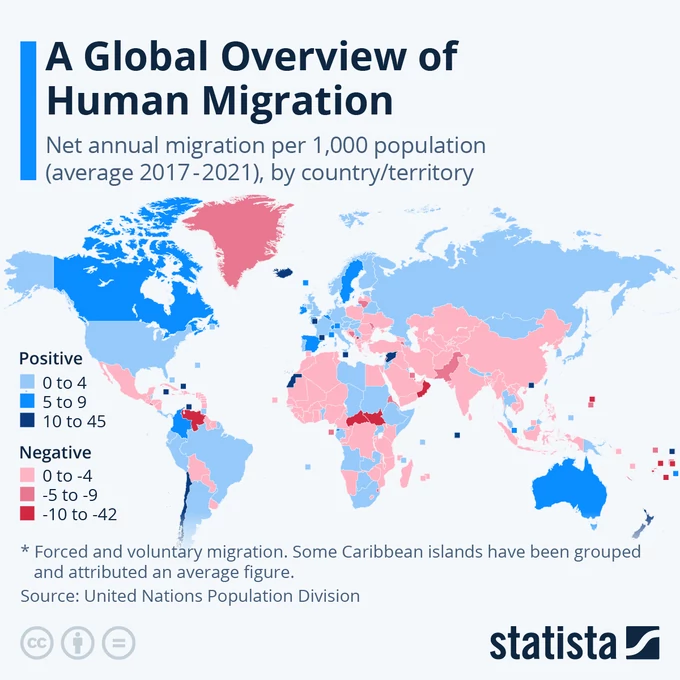 A Global Overview of
Human Migration
Net annual migration per 1,000 population
(average 2017-2021), by country/territory
Positive
0 to 4
5 to 9
10 to 45
Negative
0 to -4
-5 to -9
-10 to -42
* Forced and voluntary migration. Some Caribbean islands have been grouped
and attributed an average figure.
Source: United Nations Population Division
cc
statista